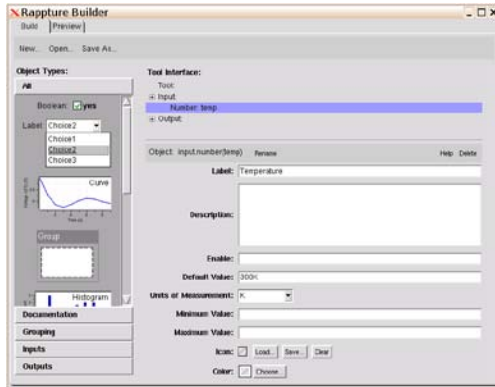 Rappture Builder
Build Preview
New... Open... Save As...
Object Types:
All
Boolean: yes
Label: Choice2
Choice1
Choice2
Choice3
Curve
Group
Histogram
Documentation
Grouping
Inputs
Outputs
Tool Interface:
Tool:
Input:
Number: temp
Output:
Object: input.number(temp) Rename Help Delete
Label: Temperature
Description:
Enable:
Default Value: 300K
Units of Measurement: K
Minimum Value:
Maximum Value:
Icon: Load... Save... Clear
Color: Choose...